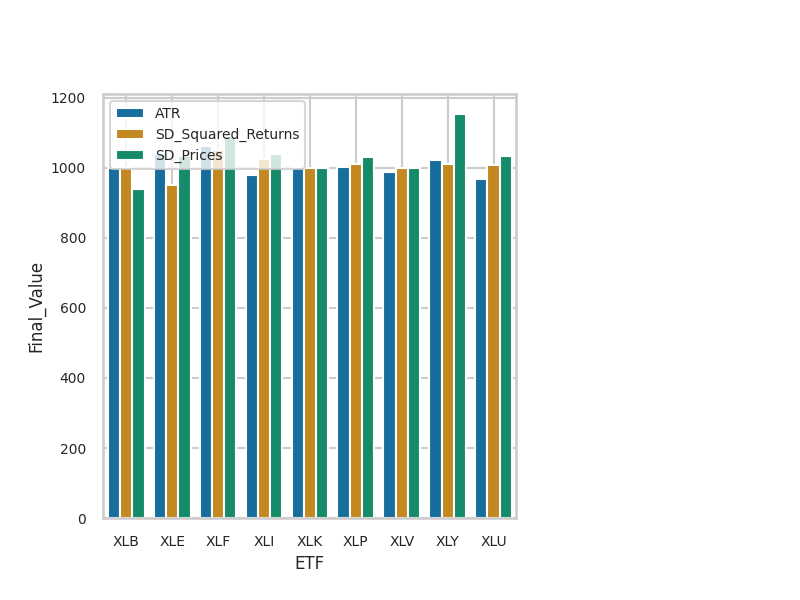 1200
1000
800
600
400
200
0
Final_Value
ATR
SD_Squared_Returns
SD_Prices
XLB XLE XLF XLI XLK XLP XLV XLY XLU
ETF